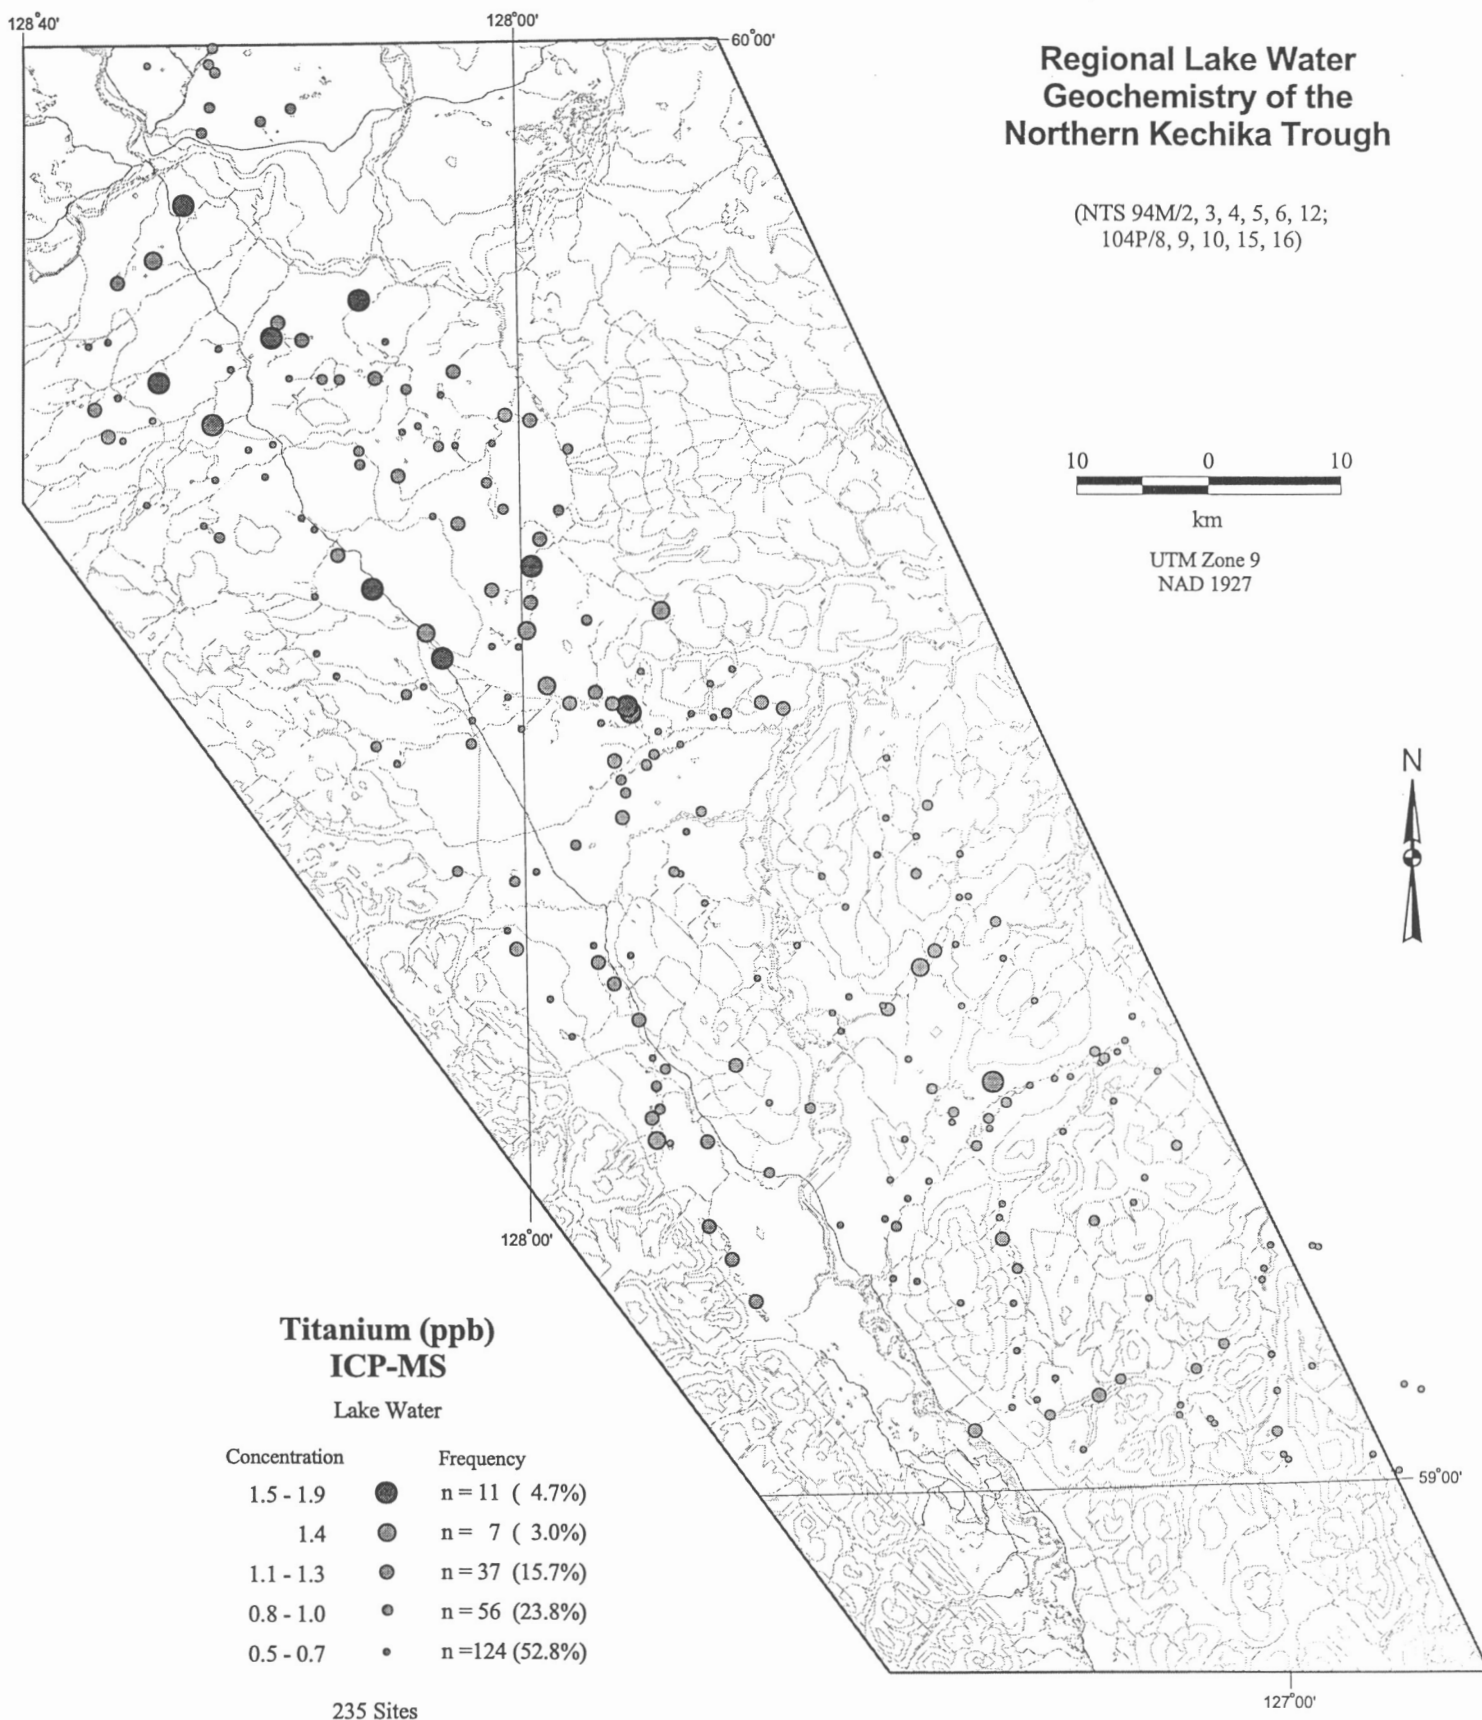 128°40'
128°00'
60°00'
Regional Lake Water
Geochemistry of the
Northern Kechika Trough
(NTS 94M/2, 3, 4, 5, 6, 12;
104P/8, 9, 10, 15, 16)
10 0 10
km
UTM Zone 9
NAD 1927
N
128°00'
Titanium (ppb)
ICP-MS
Lake Water
Concentration Frequency
1.5 - 1.9 n = 11 ( 4.7%)
1.4 n = 7 ( 3.0%)
1.1 - 1.3 n = 37 (15.7%)
0.8 - 1.0 n = 56 (23.8%)
0.5 - 0.7 n =124 (52.8%)
235 Sites
59°00'
127°00'